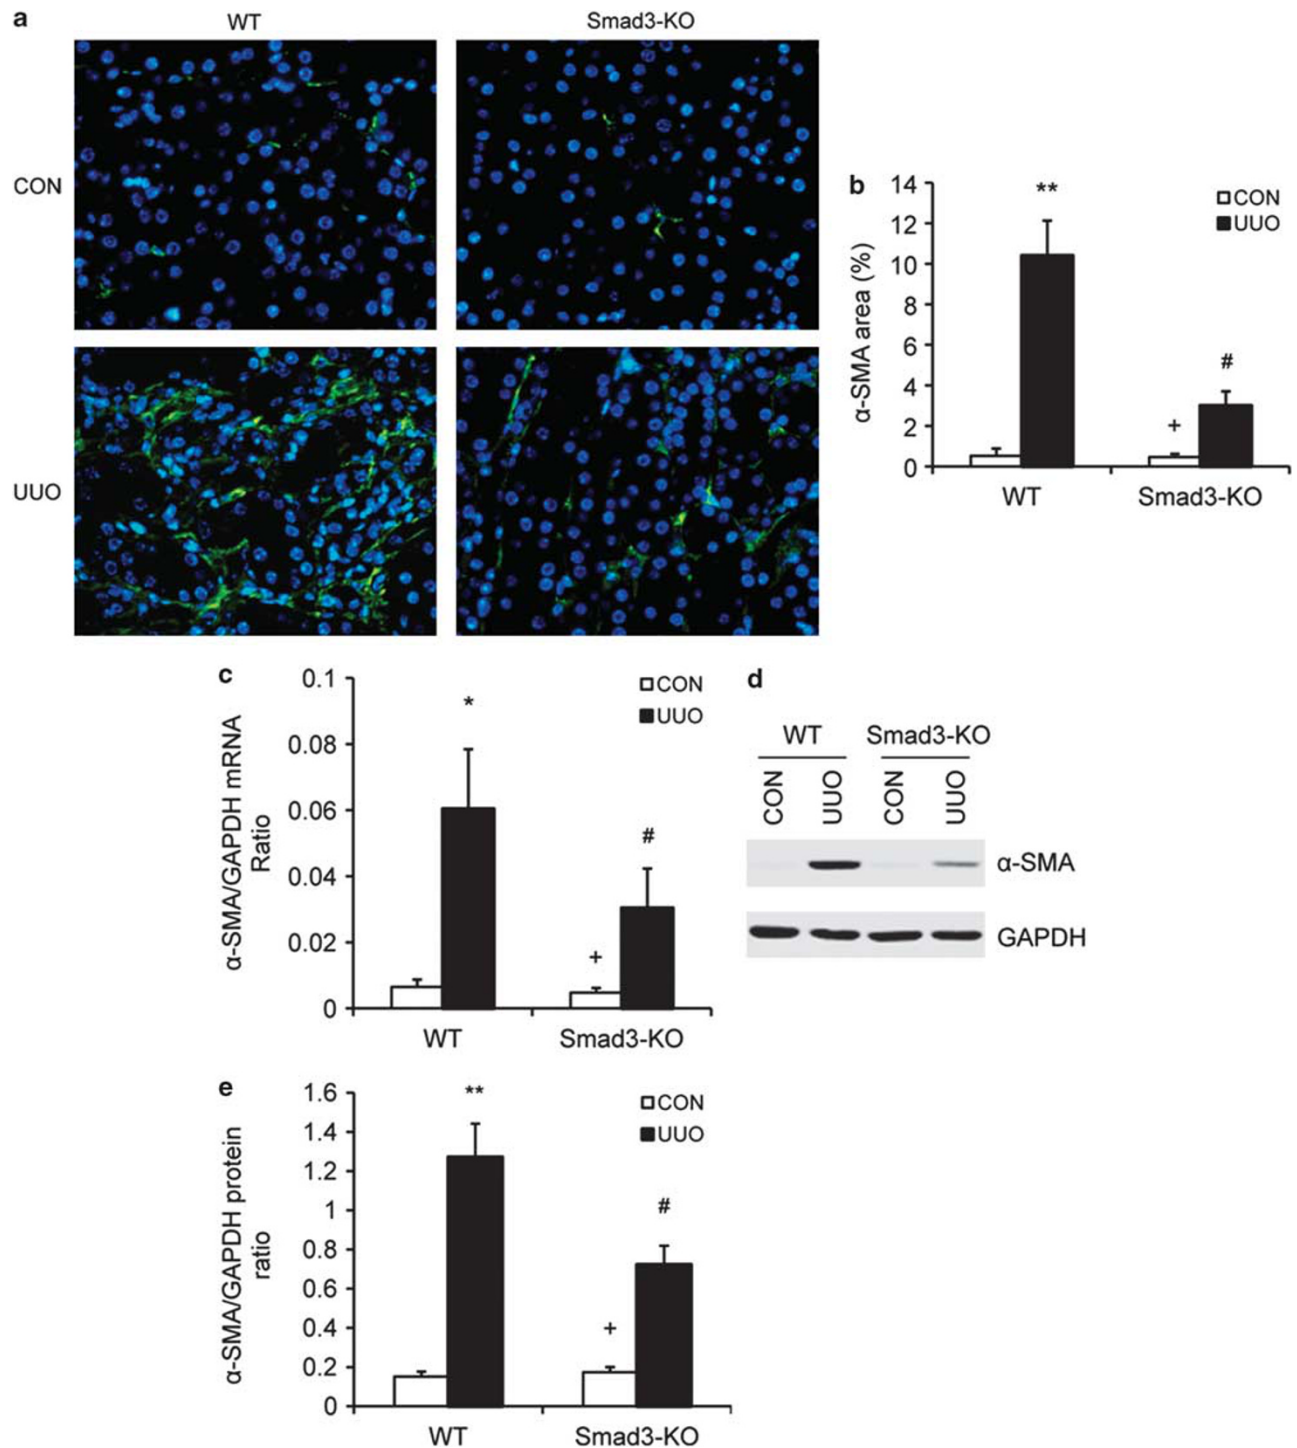 a
WT
Smad3-KO
CON
UUO
b
α-SMA area (%)
14
12
10
8
6
4
2
0
**
+
#
CON
UUO
WT
Smad3-KO
c
α-SMA/GAPDH mRNA
Ratio
0.1
0.08
0.06
0.04
0.02
0
*
+
#
CON
UUO
WT
Smad3-KO
d
WT
Smad3-KO
CON
UUO
CON
UUO
α-SMA
GAPDH
e
α-SMA/GAPDH protein
ratio
1.6
1.4
1.2
1
0.8
0.6
0.4
0.2
0
**
+
#
CON
UUO
WT
Smad3-KO